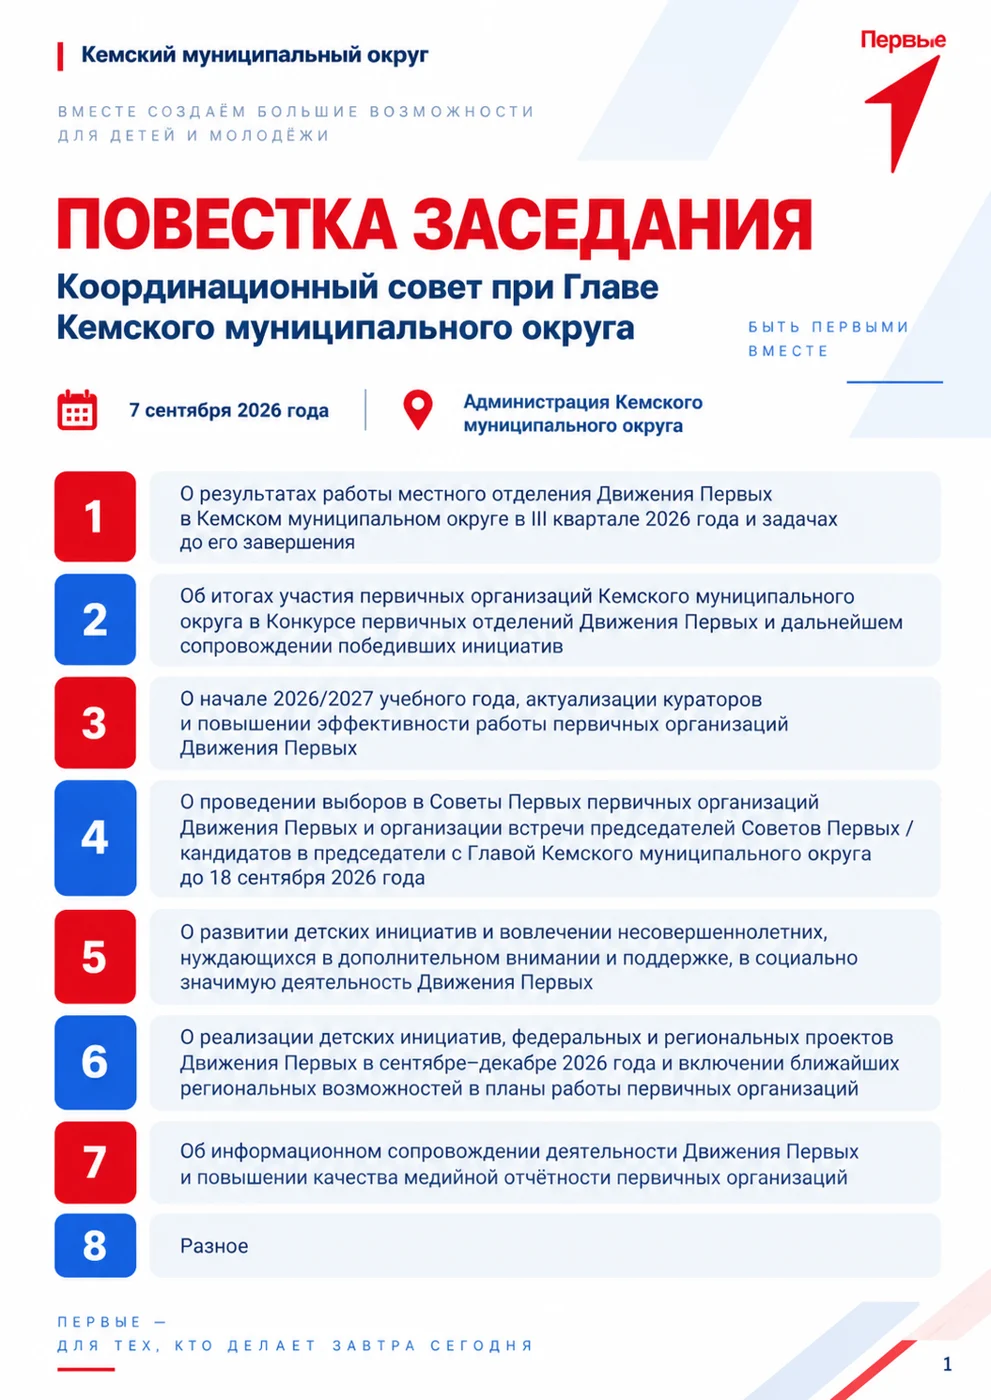 Кемский муниципальный округ
Первые
ВМЕСТЕ СОЗДАЁМ БОЛЬШИЕ ВОЗМОЖНОСТИ
ДЛЯ ДЕТЕЙ И МОЛОДЁЖИ
ПОВЕСТКА ЗАСЕДАНИЯ
Координационный совет при Главе
Кемского муниципального округа
БЫТЬ ПЕРВЫМИ
ВМЕСТЕ
7 сентября 2026 года
Администрация Кемского
муниципального округа
1
О результатах работы местного отделения Движения Первых
в Кемском муниципальном округе в III квартале 2026 года и задачах
до его завершения
2
Об итогах участия первичных организаций Кемского муниципального
округа в Конкурсе первичных отделений Движения Первых и дальнейшем
сопровождении победивших инициатив
3
О начале 2026/2027 учебного года, актуализации кураторов
и повышении эффективности работы первичных организаций
Движения Первых
4
О проведении выборов в Советы Первых первичных организаций
Движения Первых и организации встречи председателей Советов Первых /
кандидатов в председатели с Главой Кемского муниципального округа
до 18 сентября 2026 года
5
О развитии детских инициатив и вовлечении несовершеннолетних,
нуждающихся в дополнительном внимании и поддержке, в социально
значимую деятельность Движения Первых
6
О реализации детских инициатив, федеральных и региональных проектов
Движения Первых в сентябре–декабре 2026 года и включении ближайших
региональных возможностей в планы работы первичных организаций
7
Об информационном сопровождении деятельности Движения Первых
и повышении качества медийной отчётности первичных организаций
8
Разное
ПЕРВЫЕ —
ДЛЯ ТЕХ, КТО ДЕЛАЕТ ЗАВТРА СЕГОДНЯ
1